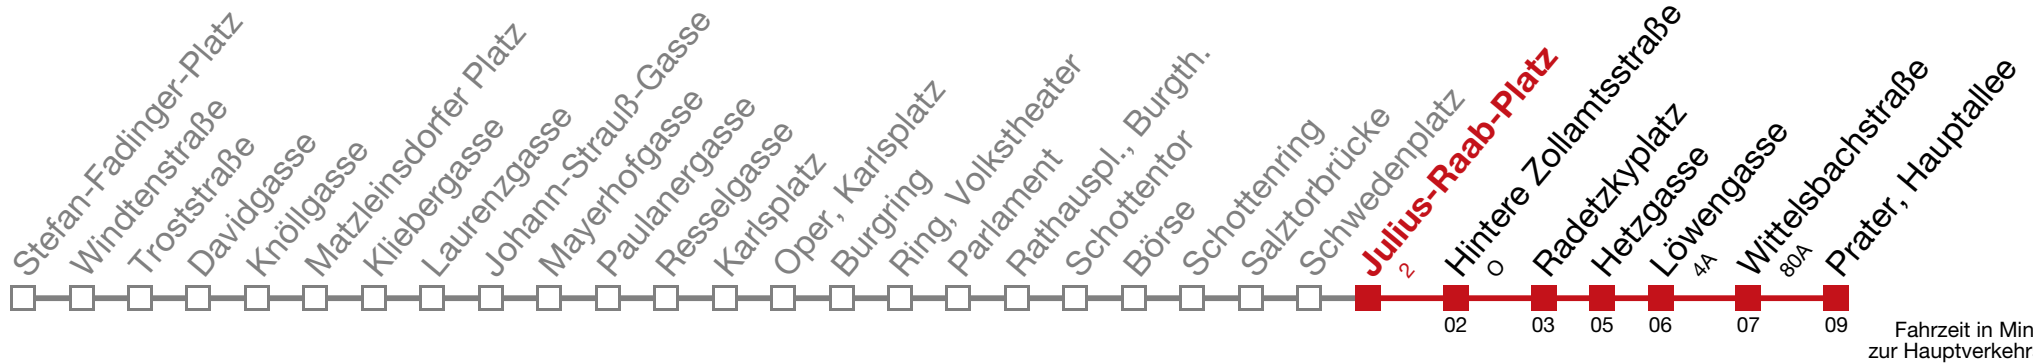 Stefan-Fadinger-Platz
Windtenstraße
Troststraße
Davidgasse
Knöllgasse
Matzleinsdorfer Platz
Kliebergasse
Laurenzgasse
Johann-Strauß-Gasse
Mayerhofgasse
Paulanergasse
Resselgasse
Karlsplatz
Oper, Karlsplatz
Burgring
Ring, Volkstheater
Parlament
Rathauspl., Burgth.
Schottentor
Börse
Schottenring
Salztorbrücke
Schwedenplatz
Julius-Raab-Platz
2
Hintere Zollamtsstraße
O
Radetzkyplatz
Hetzgasse
Löwengasse
4A
Wittelsbachstraße
80A
Prater, Hauptallee
02 03 05 06 07 09
Fahrzeit in Min
zur Hauptverkehr